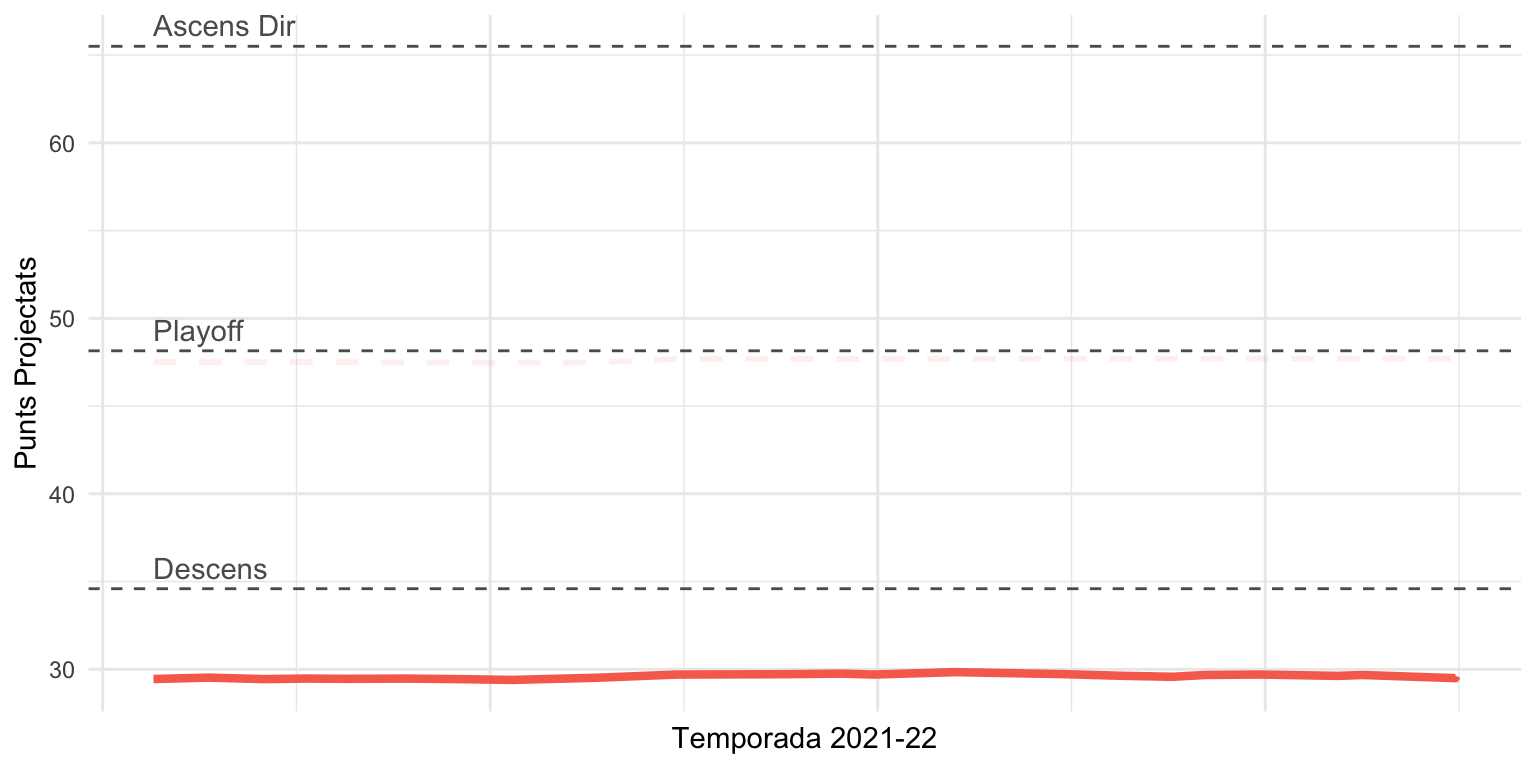 Ascens Dir
60
50
Playoff
Punts Projectats
40
Descens
30
Temporada 2021-22